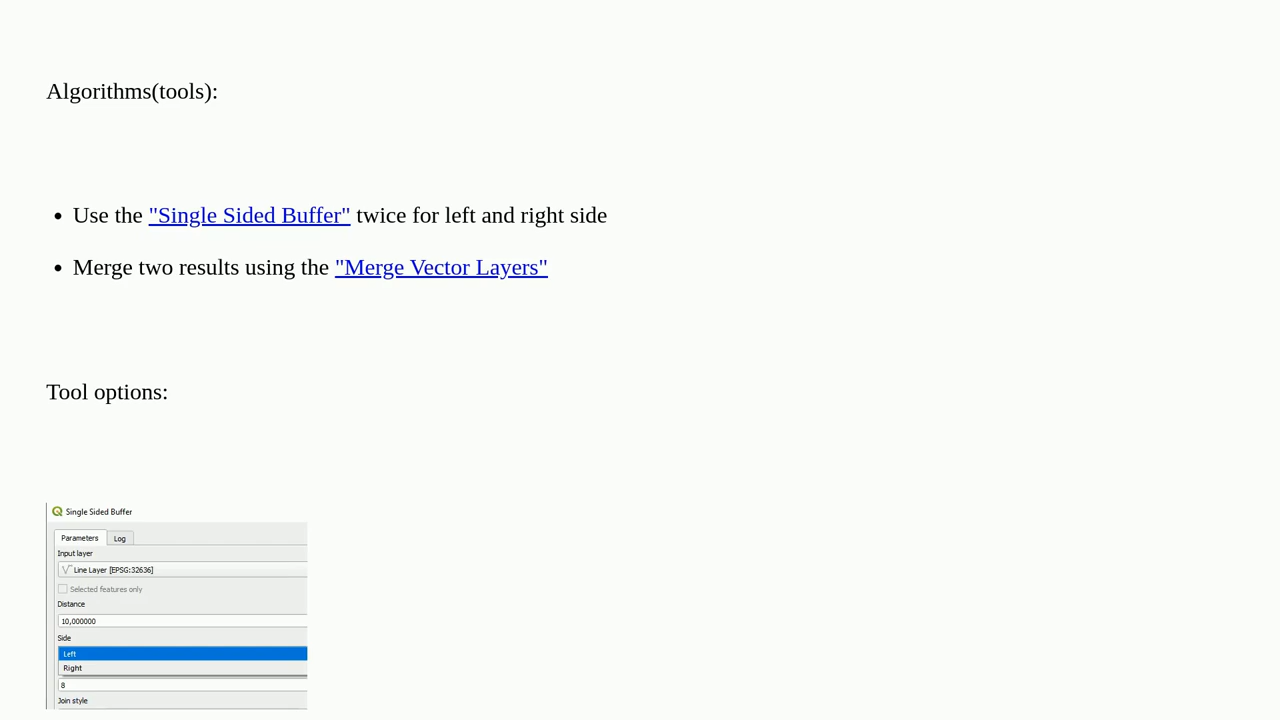 Algorithms(tools):
Use the "Single Sided Buffer" twice for left and right side
Merge two results using the "Merge Vector Layers"
Tool options:
Single Sided Buffer
Parameters Log
Input layer
Line Layer [EPSG:32636]
Selected features only
Distance
10,000000
Side
Left
Right
8
Join style